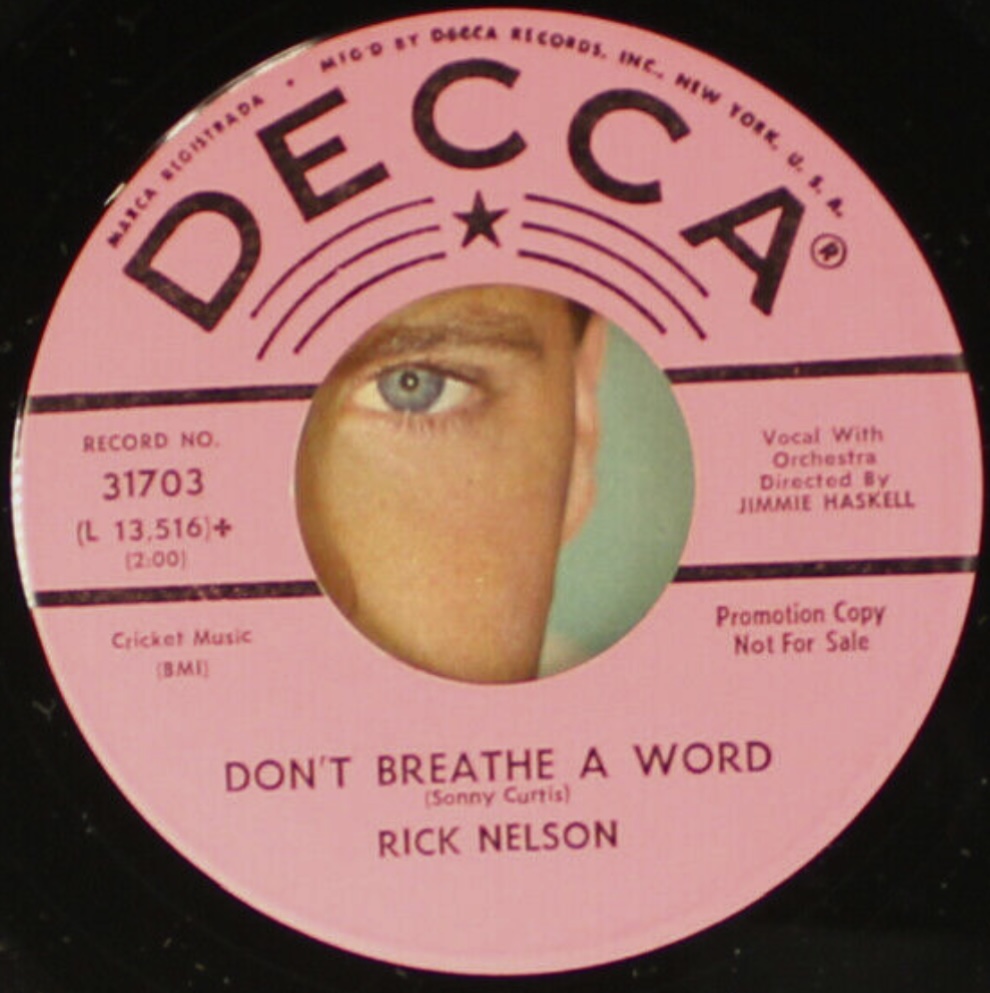 MARCA REGISTRADA • MFG'D BY DECCA RECORDS, INC., NEW YORK, U. S. A.
DECCA®
RECORD NO.
31703
(L 13,516)+
(2:00)
Vocal With
Orchestra
Directed By
JIMMIE HASKELL
Cricket Music
(BMI)
Promotion Copy
Not For Sale
DON'T BREATHE A WORD
(Sonny Curtis)
RICK NELSON